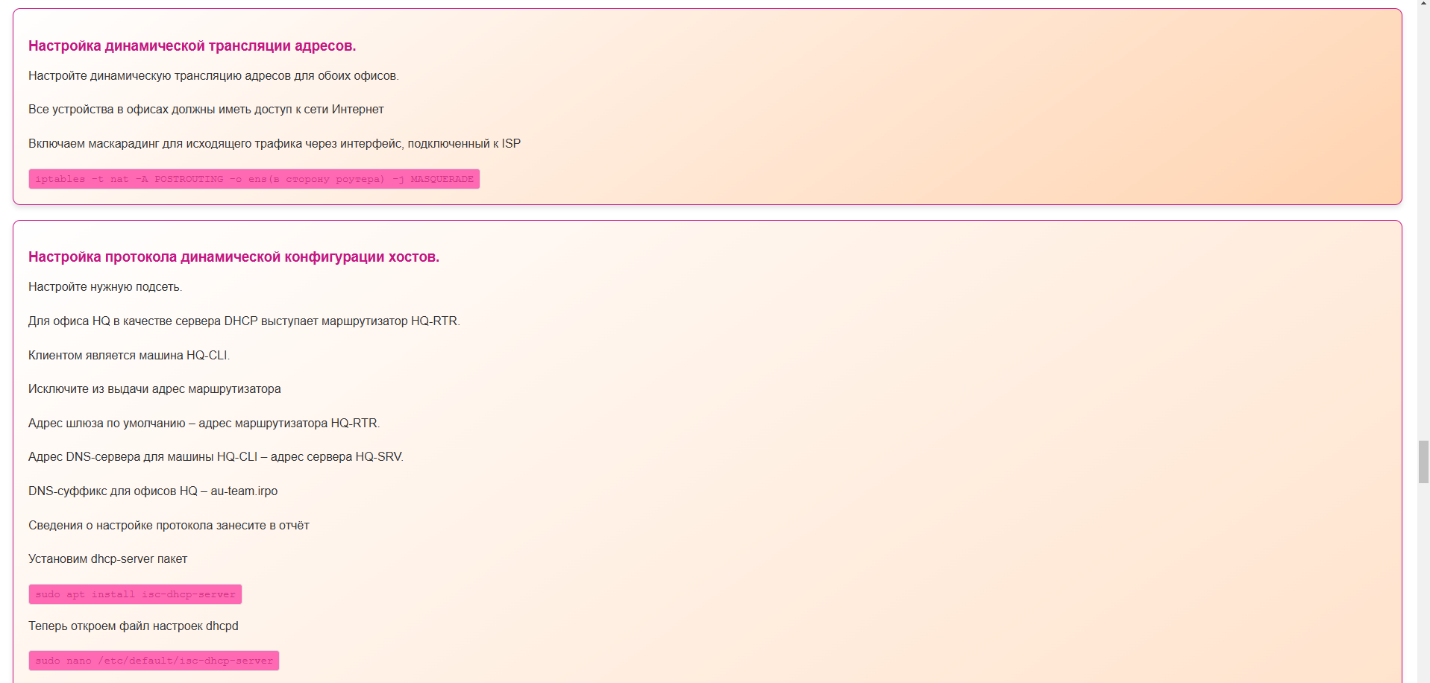 Настройка динамической трансляции адресов.
Настройте динамическую трансляцию адресов для обоих офисов.
Все устройства в офисах должны иметь доступ к сети Интернет
Включаем маскарадинг для исходящего трафика через интерфейс, подключенный к ISP
iptables -t nat -A POSTROUTING -o ens(в сторону роутера) -j MASQUERADE
Настройка протокола динамической конфигурации хостов.
Настройте нужную подсеть.
Для офиса HQ в качестве сервера DHCP выступает маршрутизатор HQ-RTR.
Клиентом является машина HQ-CLI.
Исключите из выдачи адрес маршрутизатора
Адрес шлюза по умолчанию – адрес маршрутизатора HQ-RTR.
Адрес DNS-сервера для машины HQ-CLI – адрес сервера HQ-SRV.
DNS-суффикс для офисов HQ – au-team.irpo
Сведения о настройке протокола занесите в отчёт
Установим dhcp-server пакет
sudo apt install isc-dhcp-server
Теперь откроем файл настроек dhcpd
sudo nano /etc/default/isc-dhcp-server